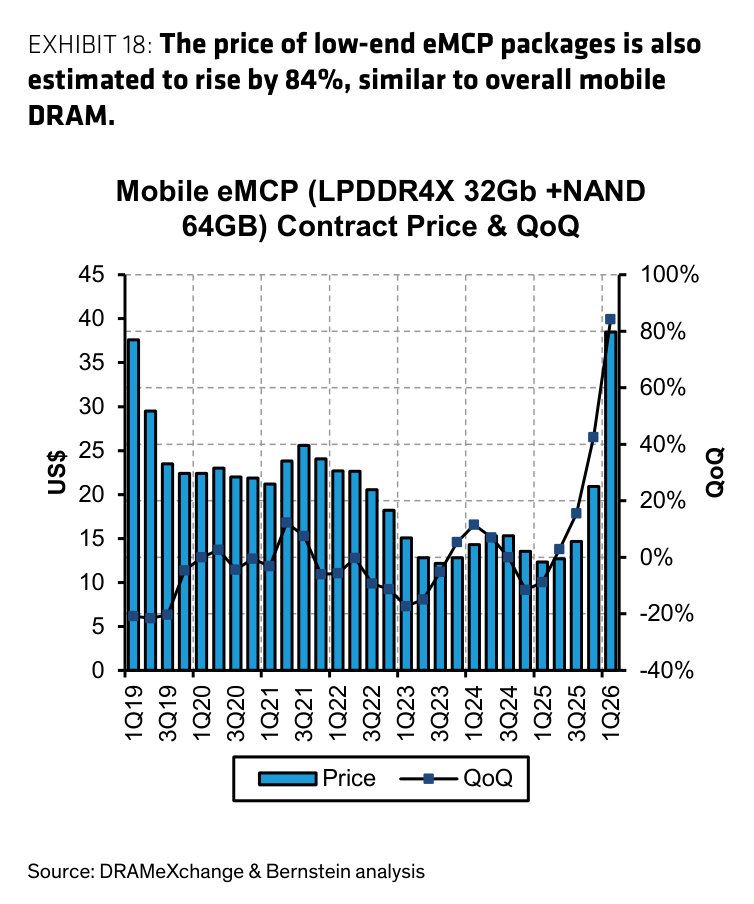 EXHIBIT 18: The price of low-end eMCP packages is also
estimated to rise by 84%, similar to overall mobile
DRAM.
Mobile eMCP (LPDDR4X 32Gb +NAND
64GB) Contract Price & QoQ
45
40
35
30
25
20
15
10
5
0
US$
100%
80%
60%
40%
20%
0%
-20%
-40%
QoQ
1Q19
3Q19
1Q20
3Q20
1Q21
3Q21
1Q22
3Q22
1Q23
3Q23
1Q24
3Q24
1Q25
3Q25
1Q26
Price QoQ
Source: DRAMeXchange & Bernstein analysis